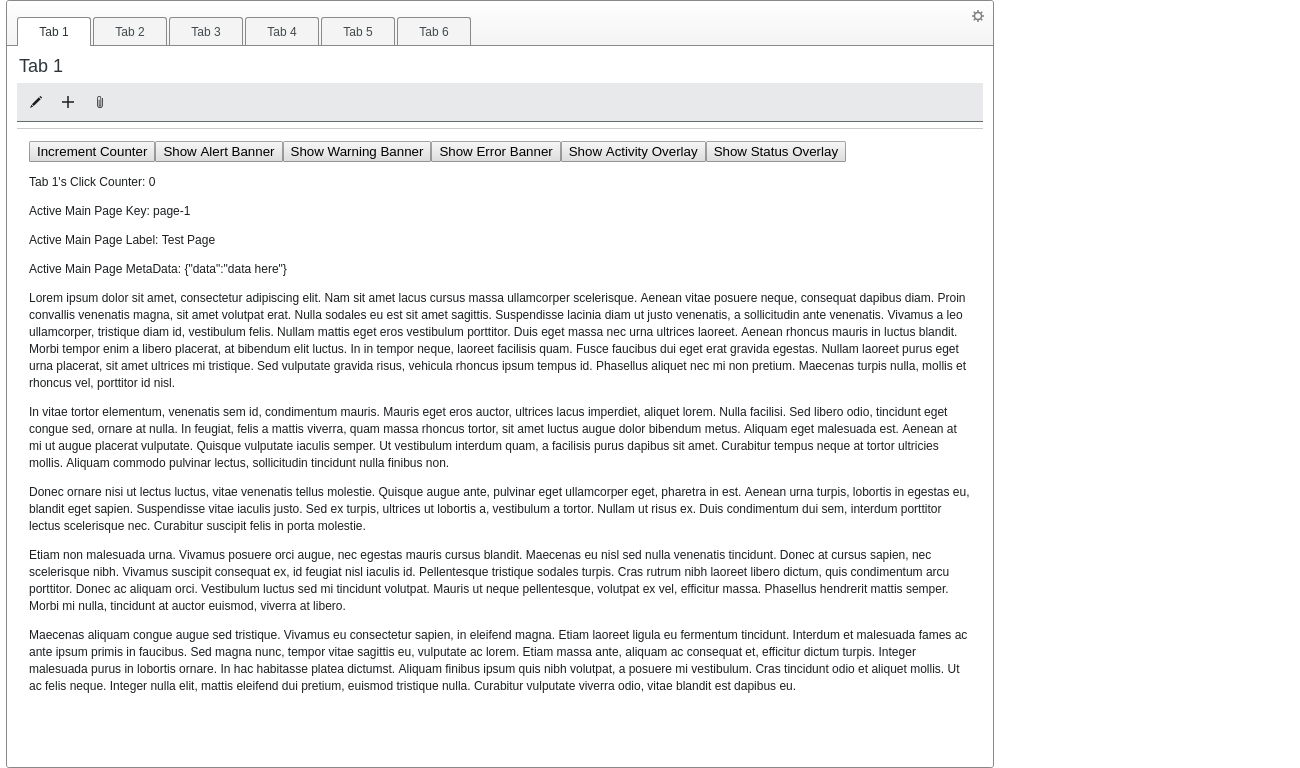 Tab 1 Tab 2 Tab 3 Tab 4 Tab 5 Tab 6
Tab 1
Increment Counter Show Alert Banner Show Warning Banner Show Error Banner Show Activity Overlay Show Status Overlay
Tab 1's Click Counter: 0
Active Main Page Key: page-1
Active Main Page Label: Test Page
Active Main Page MetaData: {"data":"data here"}
Lorem ipsum dolor sit amet, consectetur adipiscing elit. Nam sit amet lacus cursus massa ullamcorper scelerisque. Aenean vitae posuere neque, consequat dapibus diam. Proin
convallis venenatis magna, sit amet volutpat erat. Nulla sodales eu est sit amet sagittis. Suspendisse lacinia diam ut justo venenatis, a sollicitudin ante venenatis. Vivamus a leo
ullamcorper, tristique diam id, vestibulum felis. Nullam mattis eget eros vestibulum porttitor. Duis eget massa nec urna ultrices laoreet. Aenean rhoncus mauris in luctus blandit.
Morbi tempor enim a libero placerat, at bibendum elit luctus. In in tempor neque, laoreet facilisis quam. Fusce faucibus dui eget erat gravida egestas. Nullam laoreet purus eget
urna placerat, sit amet ultrices mi tristique. Sed vulputate gravida risus, vehicula rhoncus ipsum tempus id. Phasellus aliquet nec mi non pretium. Maecenas turpis nulla, mollis et
rhoncus vel, porttitor id nisl.
In vitae tortor elementum, venenatis sem id, condimentum mauris. Mauris eget eros auctor, ultrices lacus imperdiet, aliquet lorem. Nulla facilisi. Sed libero odio, tincidunt eget
congue sed, ornare at nulla. In feugiat, felis a mattis viverra, quam massa rhoncus tortor, sit amet luctus augue dolor bibendum metus. Aliquam eget malesuada est. Aenean at
mi ut augue placerat vulputate. Quisque vulputate iaculis semper. Ut vestibulum interdum quam, a facilisis purus dapibus sit amet. Curabitur tempus neque at tortor ultricies
mollis. Aliquam commodo pulvinar lectus, sollicitudin tincidunt nulla finibus non.
Donec ornare nisi ut lectus luctus, vitae venenatis tellus molestie. Quisque augue ante, pulvinar eget ullamcorper eget, pharetra in est. Aenean urna turpis, lobortis in egestas eu,
blandit eget sapien. Suspendisse vitae iaculis justo. Sed ex turpis, ultrices ut lobortis a, vestibulum a tortor. Nullam ut risus ex. Duis condimentum dui sem, interdum porttitor
lectus scelerisque nec. Curabitur suscipit felis in porta molestie.
Etiam non malesuada urna. Vivamus posuere orci augue, nec egestas mauris cursus blandit. Maecenas eu nisl sed nulla venenatis tincidunt. Donec at cursus sapien, nec
scelerisque nibh. Vivamus suscipit consequat ex, id feugiat nisl iaculis id. Pellentesque tristique sodales turpis. Cras rutrum nibh laoreet libero dictum, quis condimentum arcu
porttitor. Donec ac aliquam orci. Vestibulum luctus sed mi tincidunt volutpat. Mauris ut neque pellentesque, volutpat ex vel, efficitur massa. Phasellus hendrerit mattis semper.
Morbi mi nulla, tincidunt at auctor euismod, viverra at libero.
Maecenas aliquam congue augue sed tristique. Vivamus eu consectetur sapien, in eleifend magna. Etiam laoreet ligula eu fermentum tincidunt. Interdum et malesuada fames ac
ante ipsum primis in faucibus. Sed magna nunc, tempor vitae sagittis eu, vulputate ac lorem. Etiam massa ante, aliquam ac consequat et, efficitur dictum turpis. Integer
malesuada purus in lobortis ornare. In hac habitasse platea dictumst. Aliquam finibus ipsum quis nibh volutpat, a posuere mi vestibulum. Cras tincidunt odio et aliquet mollis. Ut
ac felis neque. Integer nulla elit, mattis eleifend dui pretium, euismod tristique nulla. Curabitur vulputate viverra odio, vitae blandit est dapibus eu.